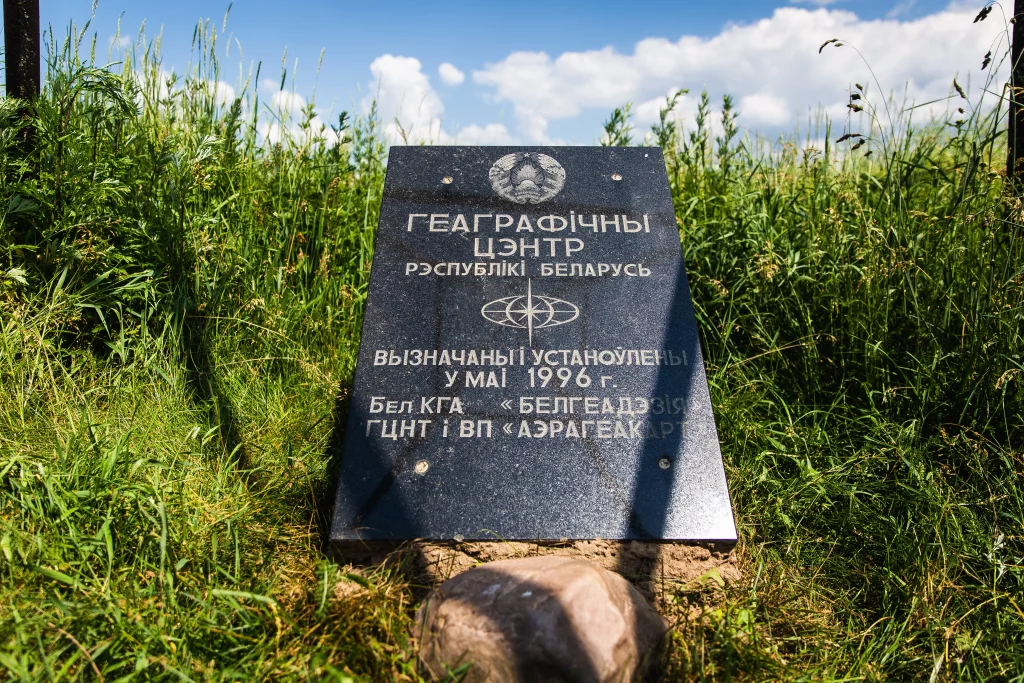 ГЕАГРАФІЧНЫ
ЦЭНТР
РЭСПУБЛІКІ БЕЛАРУСЬ
ВЫЗНАЧАНЫ І УСТАНОЎЛЕНЫ
У МАІ 1996 г.
Бел КГА «БЕЛГЕАДЭЗІЯ
ГЦНТ і ВП «АЭРАГЕАКАРТ